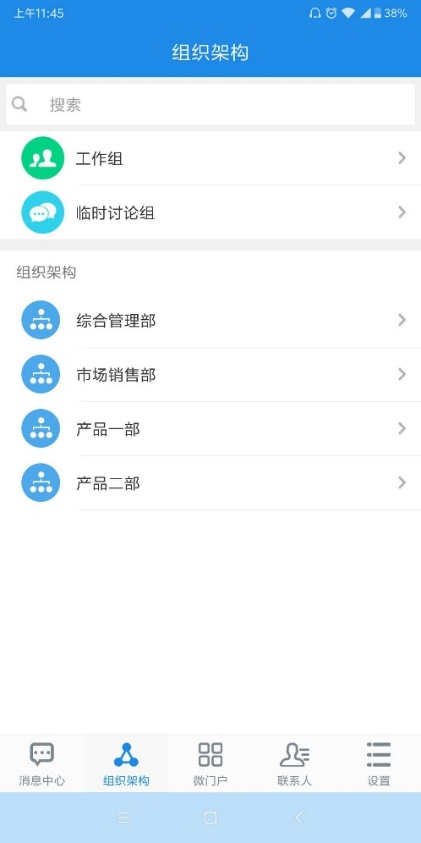 上午11:45
38%
组织架构
搜索
工作组
临时讨论组
组织架构
综合管理部
市场销售部
产品一部
产品二部
消息中心
组织架构
微门户
联系人
设置